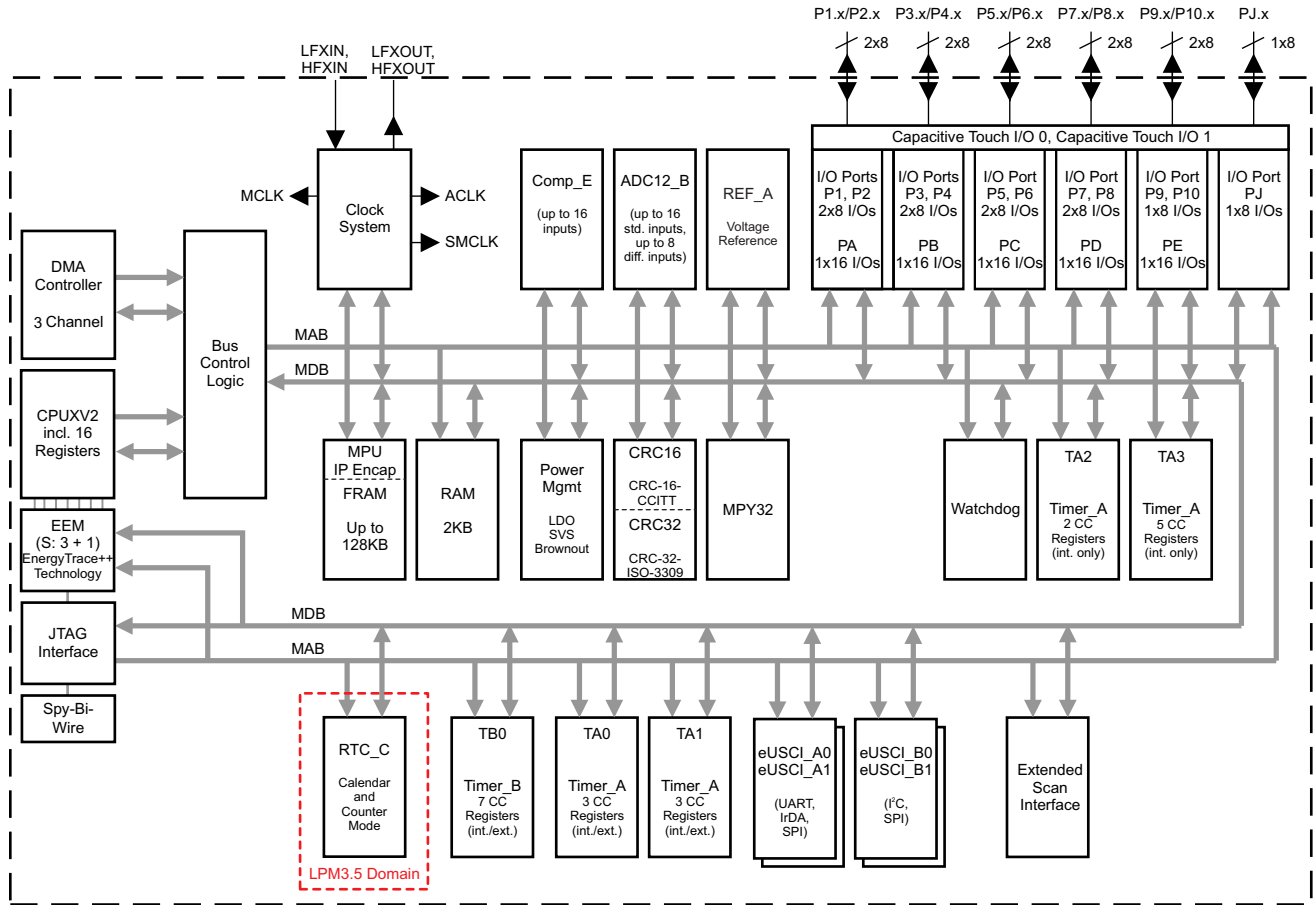 P1.x/P2.x
P3.x/P4.x
P5.x/P6.x
P7.x/P8.x
P9.x/P10.x
PJ.x
2x8
2x8
2x8
2x8
2x8
1x8
LFXIN,
HFXIN
LFXOUT,
HFXOUT
Capacitive Touch I/O 0, Capacitive Touch I/O 1
MCLK
Clock
System
ACLK
SMCLK
Comp_E
(up to 16
inputs)
ADC12_B
(up to 16
std. inputs,
up to 8
diff. inputs)
REF_A
Voltage
Reference
I/O Ports
P1, P2
2x8 I/Os
PA
1x16 I/Os
I/O Ports
P3, P4
2x8 I/Os
PB
1x16 I/Os
I/O Port
P5, P6
2x8 I/Os
PC
1x16 I/Os
I/O Port
P7, P8
2x8 I/Os
PD
1x16 I/Os
I/O Port
P9, P10
1x8 I/Os
PE
1x16 I/Os
I/O Port
PJ
1x8 I/Os
DMA
Controller
3 Channel
Bus
Control
Logic
MAB
MDB
CPUXV2
incl. 16
Registers
MPU
IP Encap
FRAM
Up to
128KB
RAM
2KB
Power
Mgmt
LDO
SVS
Brownout
CRC16
CRC-16-
CCITT
CRC32
CRC-32-
ISO-3309
MPY32
Watchdog
TA2
Timer_A
2 CC
Registers
(int. only)
TA3
Timer_A
5 CC
Registers
(int. only)
EEM
(S: 3 + 1)
EnergyTrace++
Technology
JTAG
Interface
MDB
MAB
Spy-Bi-
Wire
RTC_C
Calendar
and
Counter
Mode
LPM3.5 Domain
TB0
Timer_B
7 CC
Registers
(int./ext.)
TA0
Timer_A
3 CC
Registers
(int./ext.)
TA1
Timer_A
3 CC
Registers
(int./ext.)
eUSCI_A0
eUSCI_A1
(UART,
IrDA,
SPI)
eUSCI_B0
eUSCI_B1
(I²C,
SPI)
Extended
Scan
Interface